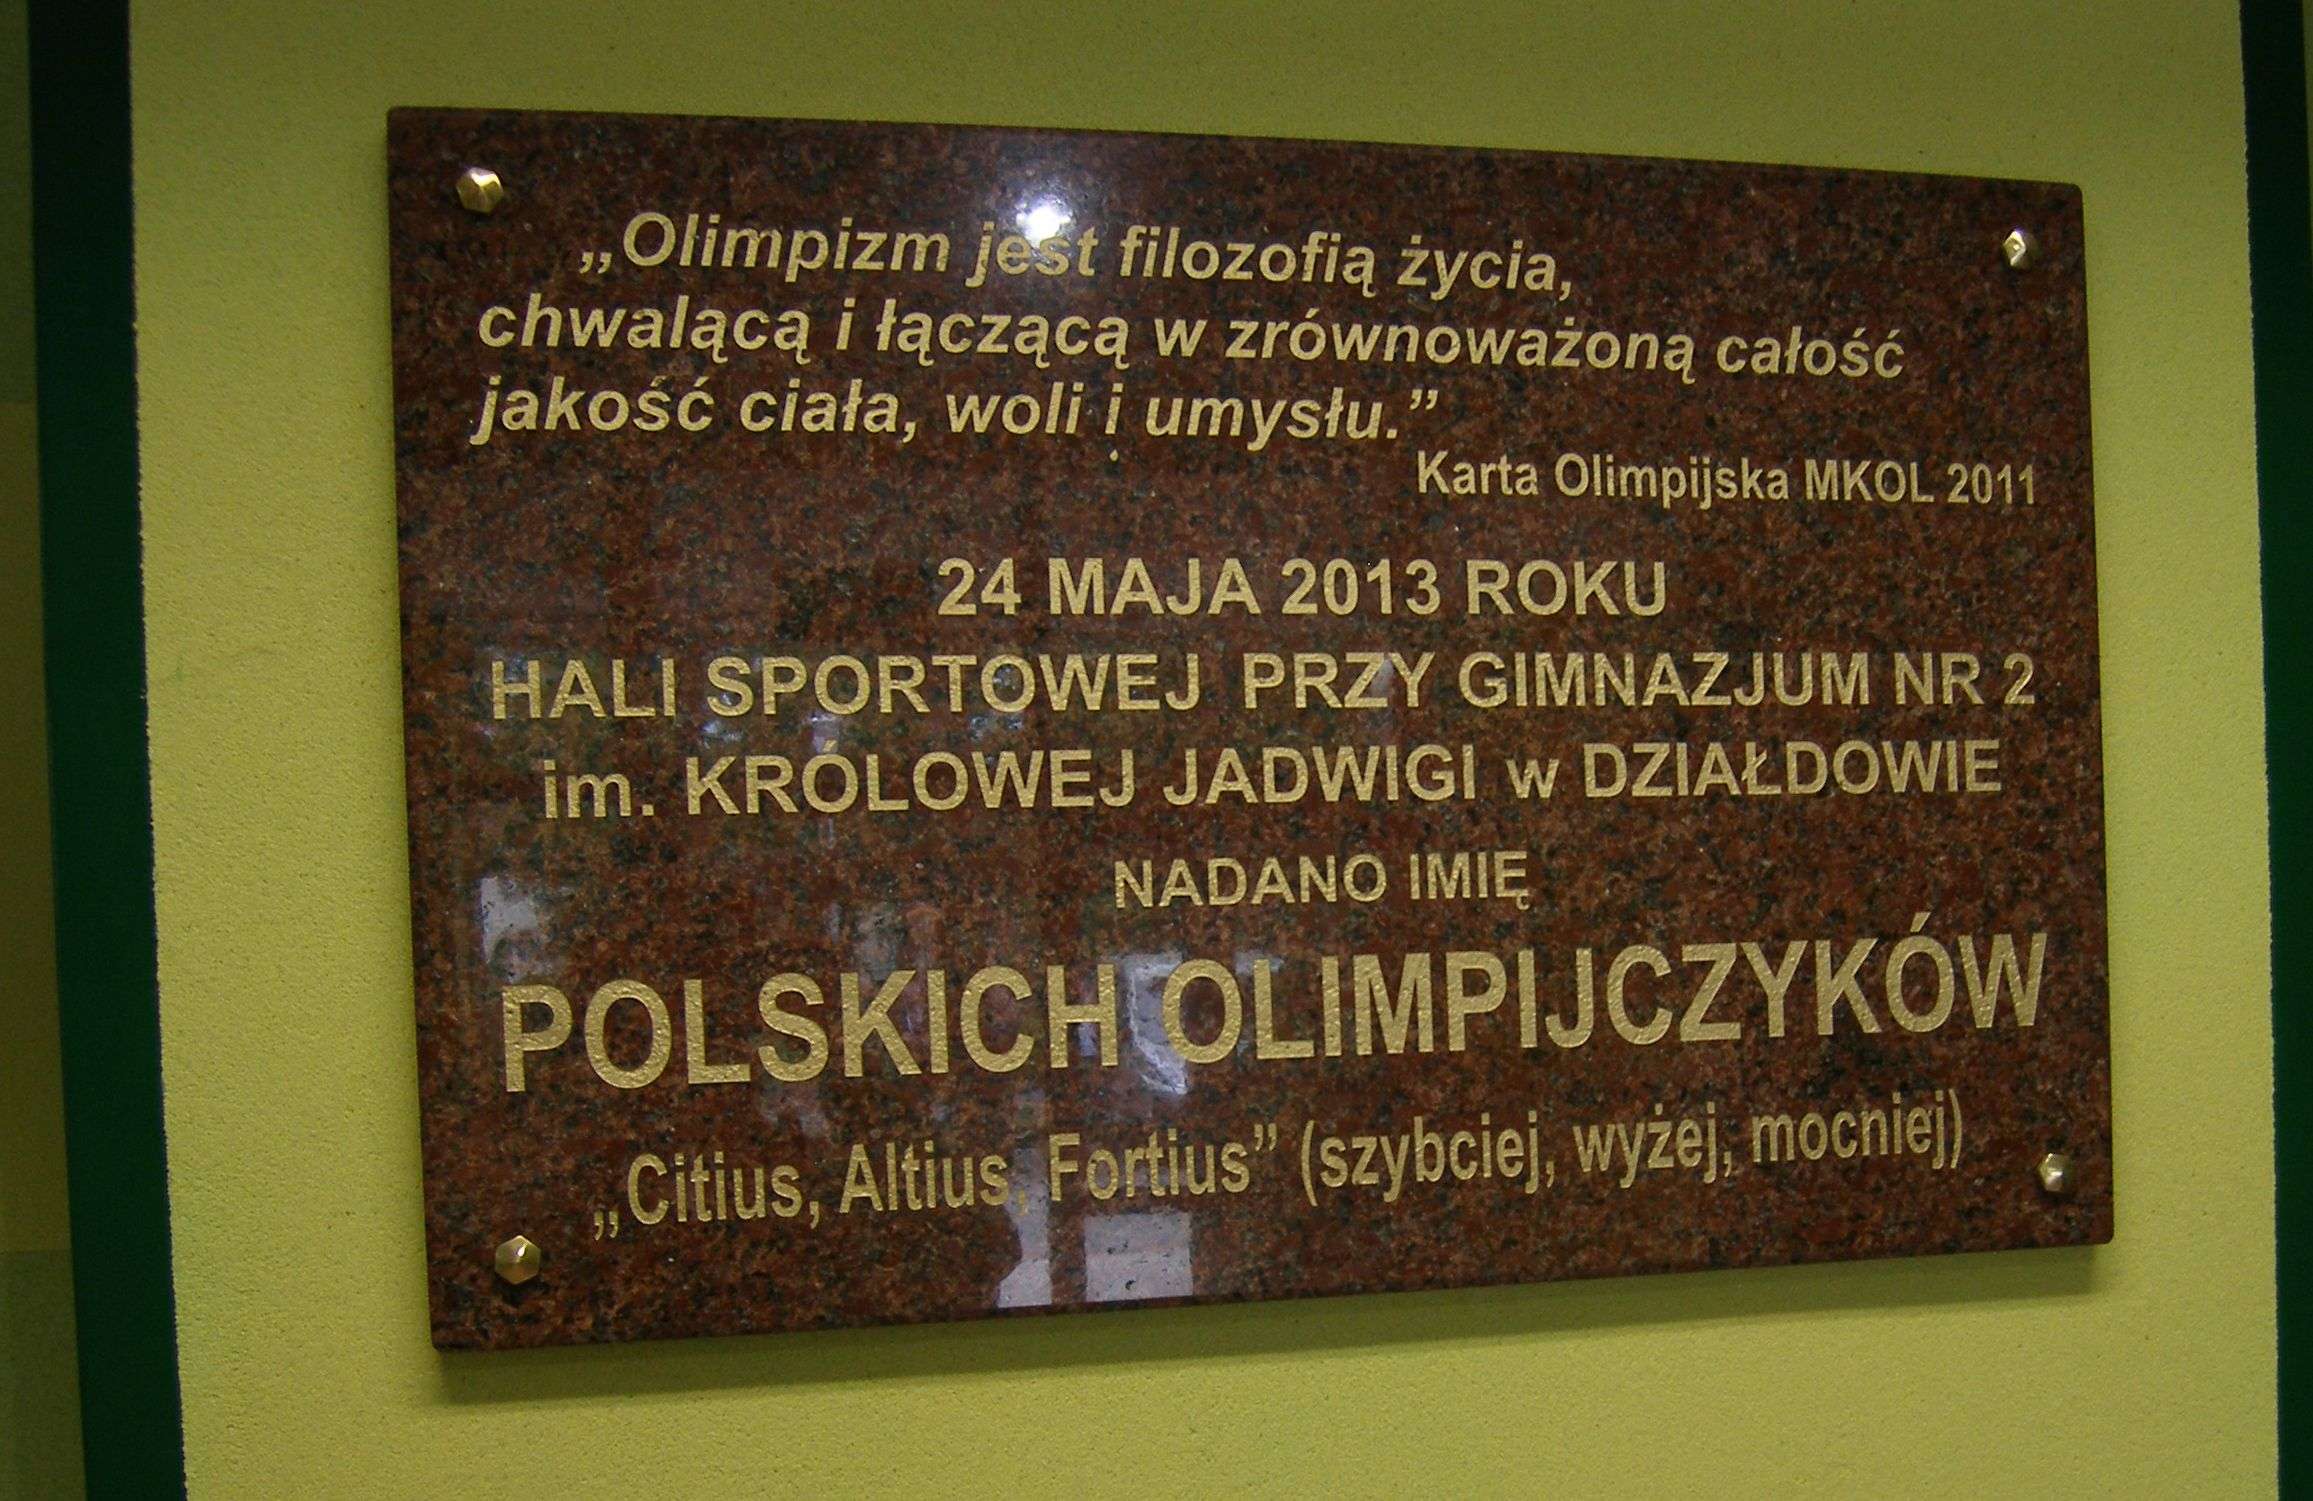 „Olimpizm jest filozofią życia,
chwalącą i łączącą w zrównoważoną całość
jakość ciała, woli i umysłu.”
Karta Olimpijska MKOL 2011
24 MAJA 2013 ROKU
HALI SPORTOWEJ PRZY GIMNAZJUM NR 2
im. KRÓLOWEJ JADWIGI w DZIAŁDOWIE
NADANO IMIĘ
POLSKICH OLIMPIJCZYKÓW
„Citius, Altius, Fortius” (szybciej, wyżej, mocniej)